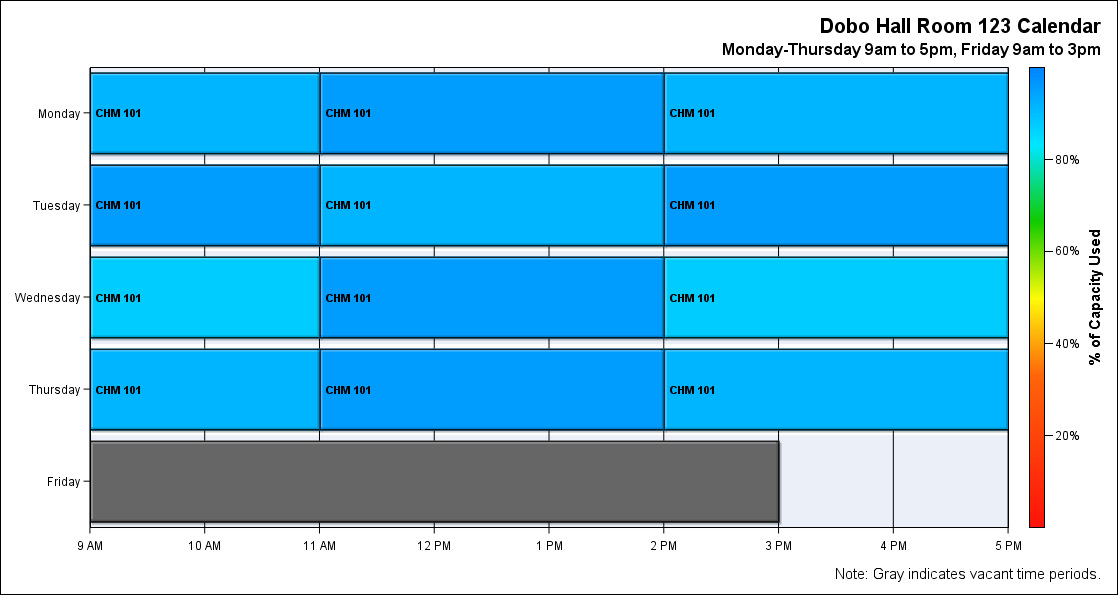 Dobo Hall Room 123 Calendar
Monday-Thursday 9am to 5pm, Friday 9am to 3pm
Monday
CHM 101 CHM 101 CHM 101
Tuesday
CHM 101 CHM 101 CHM 101
Wednesday
CHM 101 CHM 101 CHM 101
Thursday
CHM 101 CHM 101 CHM 101
Friday
9 AM 10 AM 11 AM 12 PM 1 PM 2 PM 3 PM 4 PM 5 PM
80%
60%
40%
20%
% of Capacity Used
Note: Gray indicates vacant time periods.